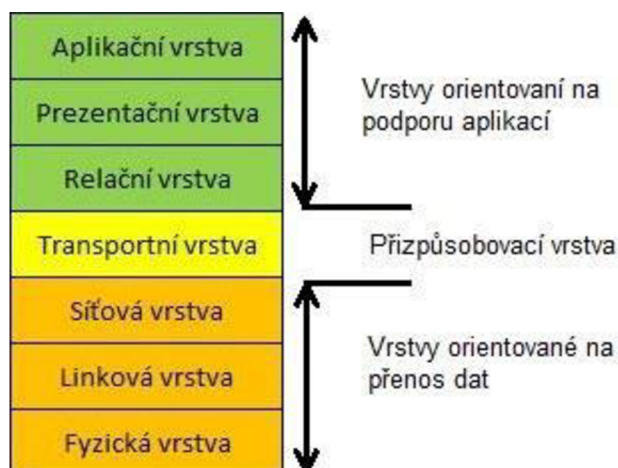 Aplikační vrstva
Prezentační vrstva
Relační vrstva
Transportní vrstva
Síťová vrstva
Linková vrstva
Fyzická vrstva
Vrstvy orientovaní na
podporu aplikací
Přizpůsobovací vrstva
Vrstvy orientované na
přenos dat